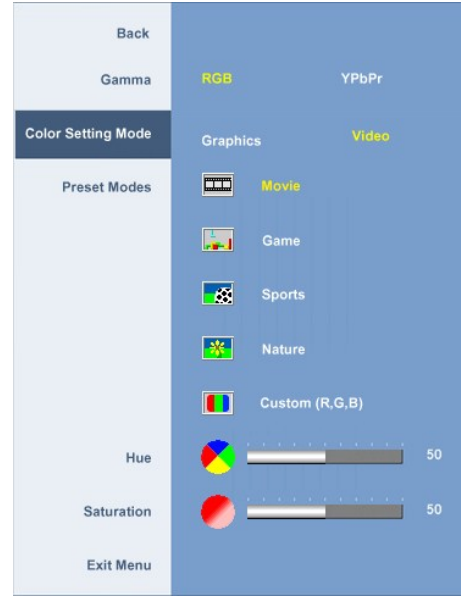 Back
Gamma RGB YPbPr
Color Setting Mode Graphics Video
Preset Modes Movie
Game
Sports
Nature
Custom (R,G,B)
Hue 50
Saturation 50
Exit Menu